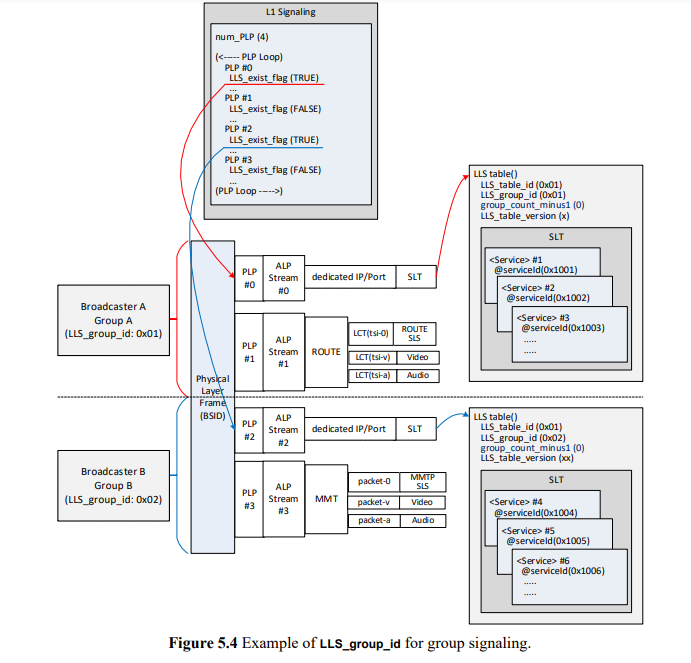 L1 Signaling
num_PLP (4)
(<----- PLP Loop)
PLP #0
LLS_exist_flag (TRUE)
...
PLP #1
LLS_exist_flag (FALSE)
...
PLP #2
LLS_exist_flag (TRUE)
...
PLP #3
LLS_exist_flag (FALSE)
...
(PLP Loop ----->)
Broadcaster A
Group A
(LLS_group_id: 0x01)
Broadcaster B
Group B
(LLS_group_id: 0x02)
Physical
Layer
Frame
(BSID)
PLP
#0
ALP
Stream
#0
dedicated IP/Port
SLT
PLP
#1
ALP
Stream
#1
ROUTE
LCT(tsi-0)
ROUTE
SLS
LCT(tsi-v)
Video
LCT(tsi-a)
Audio
PLP
#2
ALP
Stream
#2
dedicated IP/Port
SLT
PLP
#3
ALP
Stream
#3
MMT
packet-0
MMTP
SLS
packet-v
Video
packet-a
Audio
LLS table()
LLS_table_id (0x01)
LLS_group_id (0x01)
group_count_minus1 (0)
LLS_table_version (x)
SLT
<Service> #1
@serviceId(0x1001)
<Service> #2
@serviceId(0x1002)
<Service> #3
@serviceId(0x1003)
.....
.....
LLS table()
LLS_table_id (0x01)
LLS_group_id (0x02)
group_count_minus1 (0)
LLS_table_version (xx)
SLT
<Service> #4
@serviceId(0x1004)
<Service> #5
@serviceId(0x1005)
<Service> #6
@serviceId(0x1006)
.....
.....
Figure 5.4 Example of LLS_group_id for group signaling.